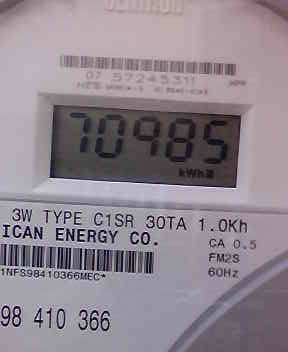 07 57245311
70985
kWh
3W TYPE C1SR 30TA 1.0Kh
ICAN ENERGY CO.
CA 0.5
FM2S
60Hz
1NFS98410366MEC*
98 410 366